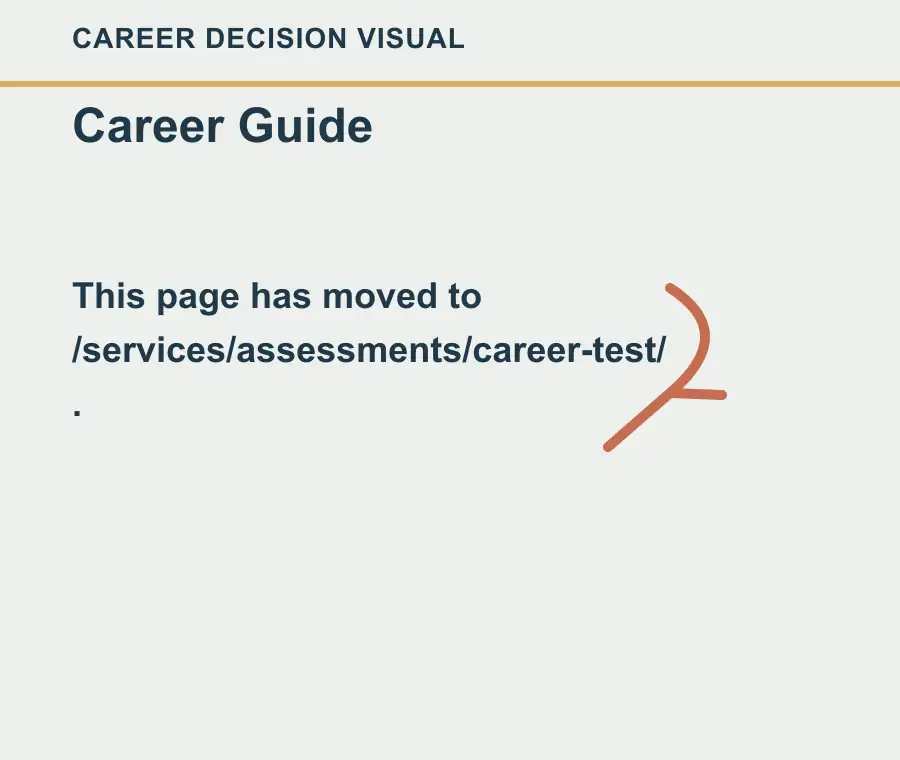 CAREER DECISION VISUAL
Career Guide
This page has moved to
/services/assessments/career-test/
.